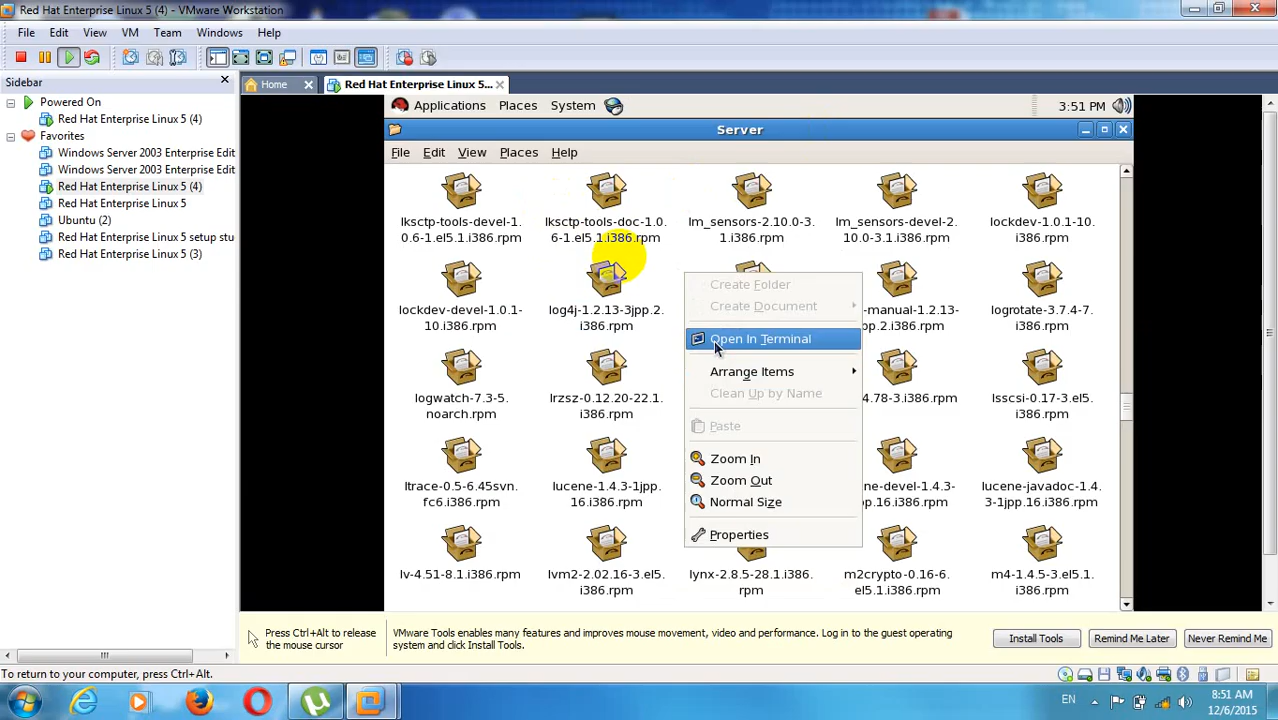 Red Hat Enterprise Linux 5 (4) - VMware Workstation
File Edit View VM Team Windows Help
Sidebar
Home
Red Hat Enterprise Linux 5...
Powered On
Red Hat Enterprise Linux 5 (4)
Favorites
Windows Server 2003 Enterprise Edit
Windows Server 2003 Enterprise Edit
Red Hat Enterprise Linux 5 (4)
Red Hat Enterprise Linux 5
Ubuntu (2)
Red Hat Enterprise Linux 5 setup stu
Red Hat Enterprise Linux 5 (3)
Applications Places System
3:51 PM
Server
File Edit View Places Help
lksctp-tools-devel-1.
0.6-1.el5.1.i386.rpm
lksctp-tools-doc-1.0.
6-1.el5.1.i386.rpm
lm_sensors-2.10.0-3.
1.i386.rpm
lm_sensors-devel-2.
10.0-3.1.i386.rpm
lockdev-1.0.1-10.
i386.rpm
lockdev-devel-1.0.1-
10.i386.rpm
log4j-1.2.13-3jpp.2.
i386.rpm
-manual-1.2.13-
pp.2.i386.rpm
logrotate-3.7.4-7.
i386.rpm
logwatch-7.3-5.
noarch.rpm
lrzsz-0.12.20-22.1.
i386.rpm
4.78-3.i386.rpm
lsscsi-0.17-3.el5.
i386.rpm
ltrace-0.5-6.45svn.
fc6.i386.rpm
lucene-1.4.3-1jpp.
16.i386.rpm
ne-devel-1.4.3-
pp.16.i386.rpm
lucene-javadoc-1.4.
3-1jpp.16.i386.rpm
lv-4.51-8.1.i386.rpm
lvm2-2.02.16-3.el5.
i386.rpm
lynx-2.8.5-28.1.i386.
rpm
m2crypto-0.16-6.
el5.1.i386.rpm
m4-1.4.5-3.el5.1.
i386.rpm
Create Folder
Create Document
Open In Terminal
Arrange Items
Clean Up by Name
Paste
Zoom In
Zoom Out
Normal Size
Properties
Press Ctrl+Alt to release
the mouse cursor
VMware Tools enables many features and improves mouse movement, video and performance. Log in to the guest operating
system and click Install Tools.
Install Tools
Remind Me Later
Never Remind Me
To return to your computer, press Ctrl+Alt.
EN
8:51 AM
12/6/2015